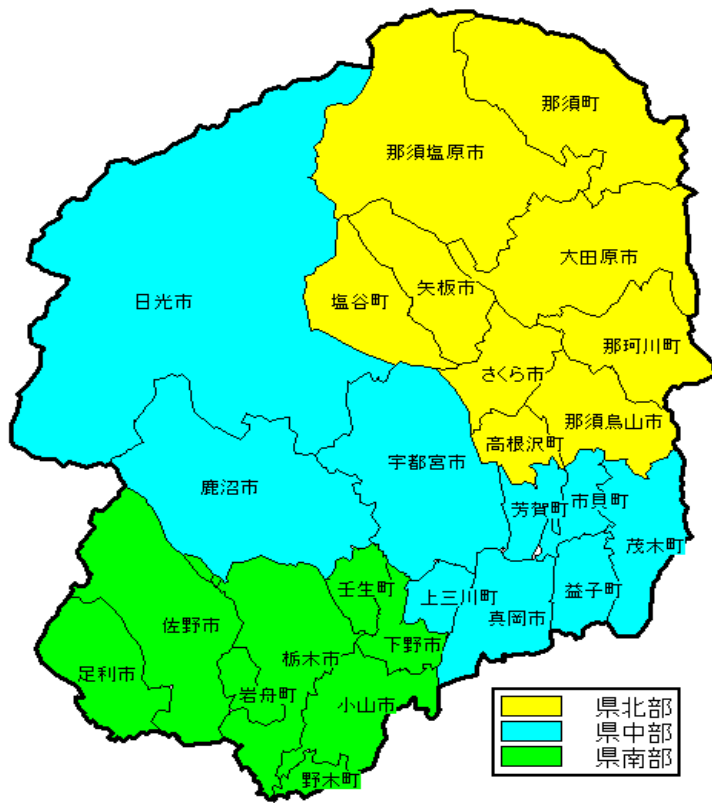 那須町
那須塩原市
大田原市
矢板市
塩谷町
日光市
那珂川町
さくら市
那須烏山市
高根沢町
宇都宮市
鹿沼市
芳賀町
市貝町
茂木町
上三川町
真岡市
益子町
壬生町
下野市
佐野市
栃木市
足利市
岩舟町
小山市
野木町
県北部
県中部
県南部